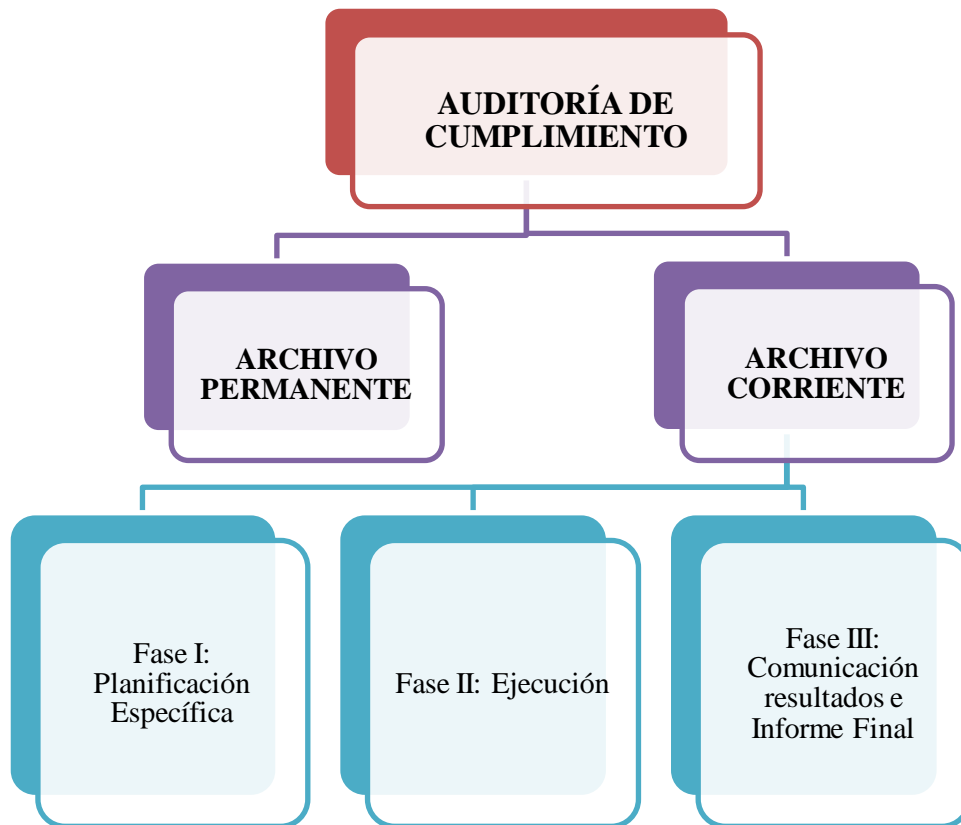 AUDITORÍA DE
CUMPLIMIENTO
ARCHIVO
PERMANENTE
ARCHIVO
CORRIENTE
Fase I:
Planificación
Específica
Fase II: Ejecución
Fase III:
Comunicación
resultados e
Informe Final